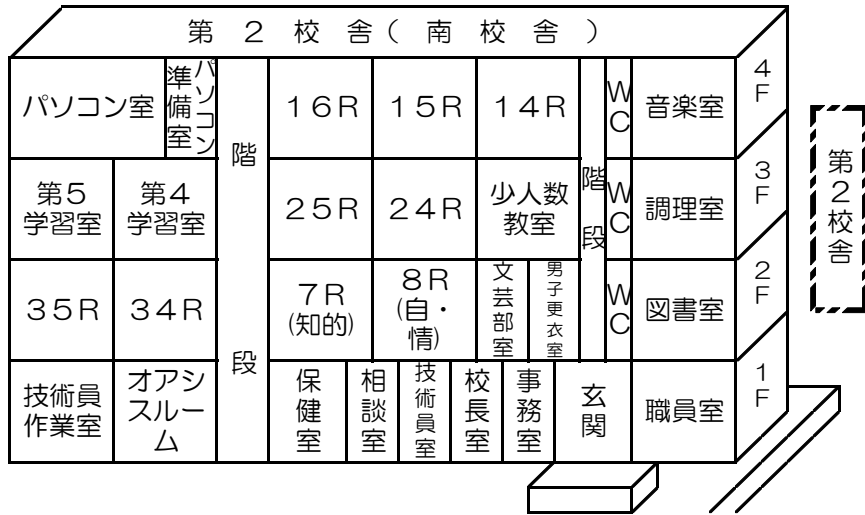 第２校舎(南校舎)
パソコン室
パソコン
準備室
階段
１６Ｒ
１５Ｒ
１４Ｒ
階段
ＷＣ
音楽室
４Ｆ
第５
学習室
第４
学習室
２５Ｒ
２４Ｒ
少人数
教室
ＷＣ
調理室
３Ｆ
３５Ｒ
３４Ｒ
７Ｒ
(知的)
８Ｒ
(自・
情)
文芸部室
男子更衣室
ＷＣ
図書室
２Ｆ
技術員
作業室
オアシ
スルー
ム
保健室
相談室
技術員室
校長室
事務室
玄関
職員室
１Ｆ
第２校舎